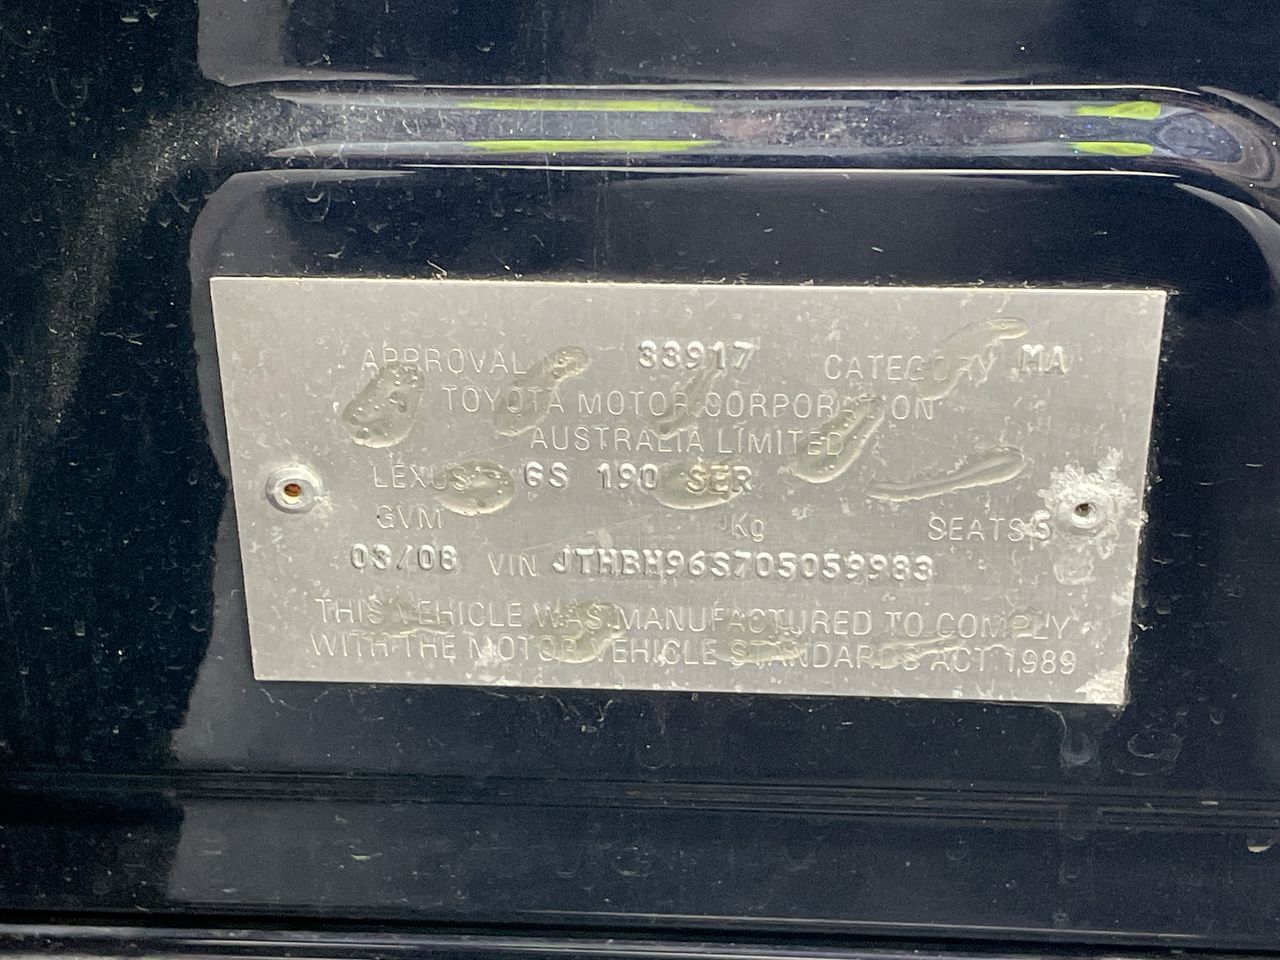 APPROVAL No 33917 CATEGORY MA
TOYOTA MOTOR CORPORATION
AUSTRALIA LIMITED
LEXUS GS 190 SER
GVM Kg SEATS 5
03/08 VIN JTHBH96S705059983
THIS VEHICLE WAS MANUFACTURED TO COMPLY
WITH THE MOTOR VEHICLE STANDARDS ACT 1989